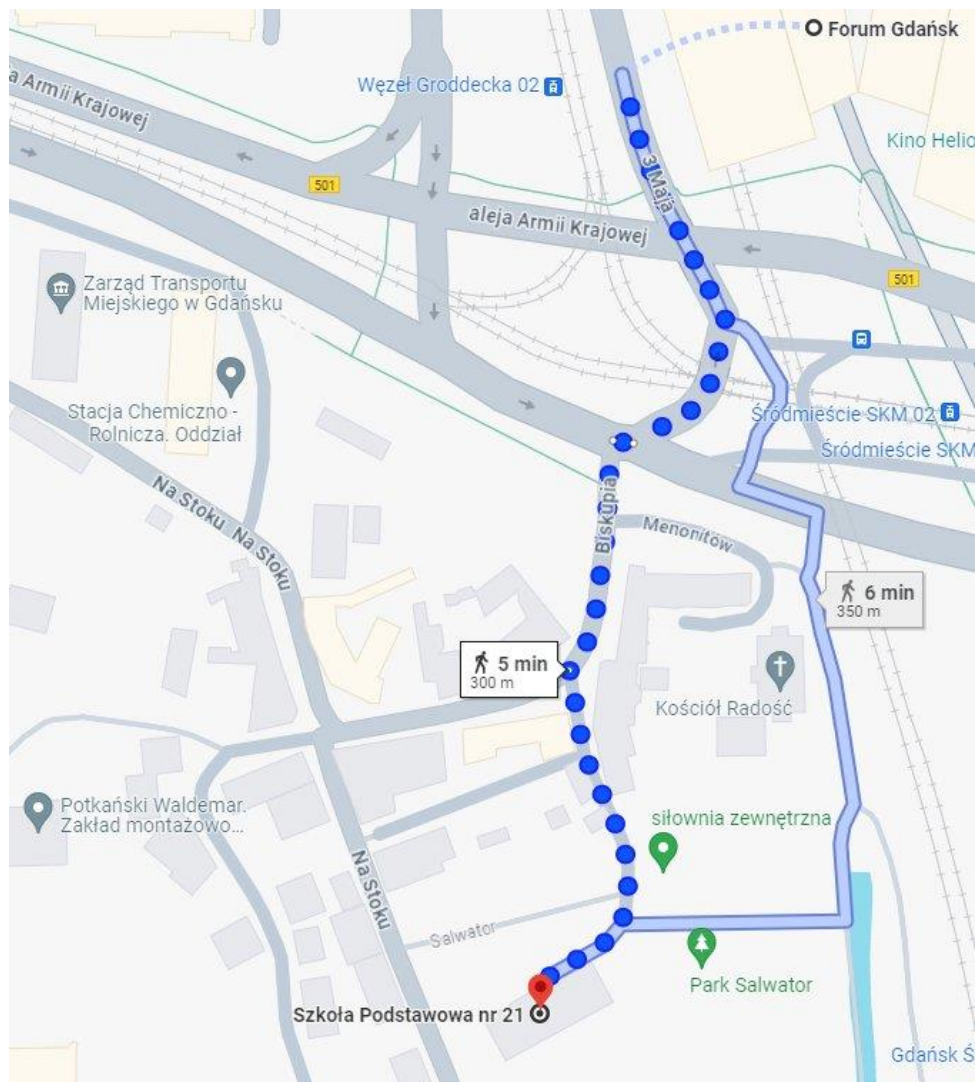 Forum Gdańsk
Węzeł Groddecka 02
a Armii Krajowej
Kino Helio
3 Maja
501
aleja Armii Krajowej
501
Zarząd Transportu
Miejskiego w Gdańsku
Stacja Chemiczno -
Rolnicza. Oddział
Śródmieście SKM 02
Śródmieście SKM
Na Stoku
Na Stoku
Biskupia
Menonitów
6 min
350 m
5 min
300 m
Kościół Radość
Potkański Waldemar.
Zakład montażowo...
siłownia zewnętrzna
Na Stoku
Salwator
Park Salwator
Szkoła Podstawowa nr 21
Gdańsk Ś